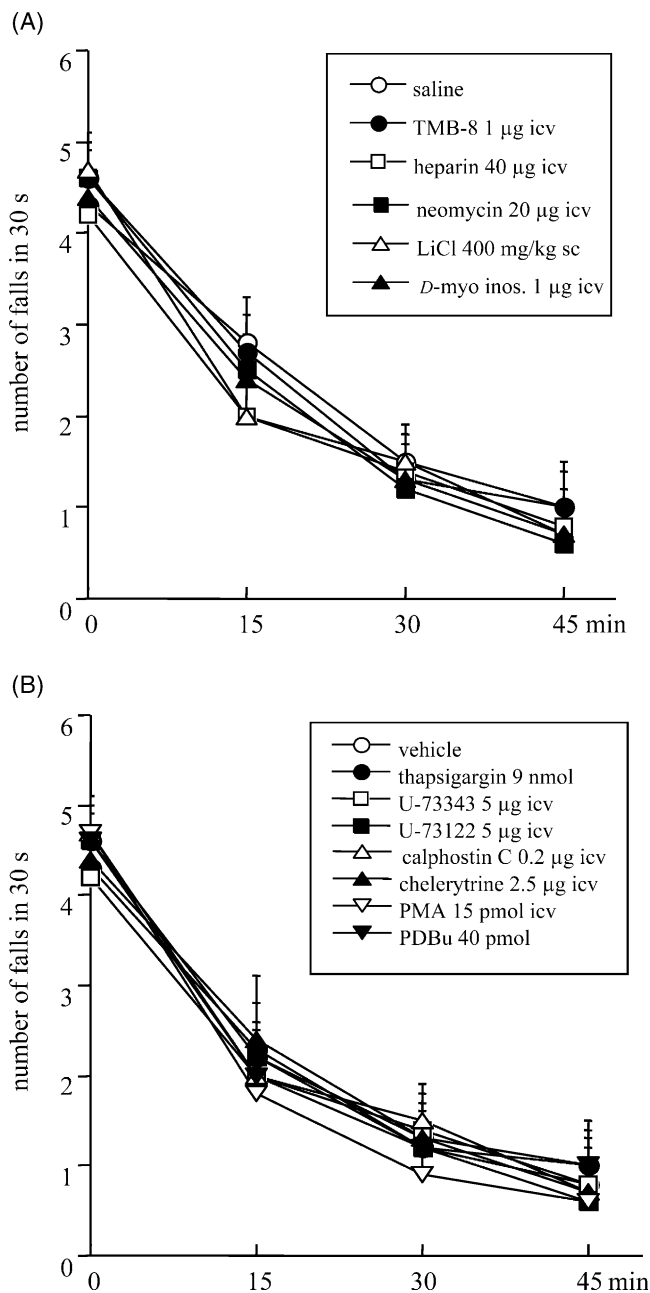 (A)
6
5
4
3
2
1
0
number of falls in 30 s
saline
TMB-8 1 µg icv
heparin 40 µg icv
neomycin 20 µg icv
LiCl 400 mg/kg sc
D-myo inos. 1 µg icv
0 15 30 45 min
(B)
6
5
4
3
2
1
0
number of falls in 30 s
vehicle
thapsigargin 9 nmol
U-73343 5 µg icv
U-73122 5 µg icv
calphostin C 0.2 µg icv
chelerytrine 2.5 µg icv
PMA 15 pmol icv
PDBu 40 pmol
0 15 30 45 min